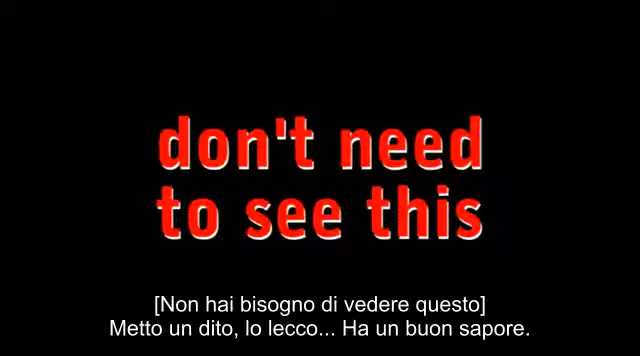 don't need
to see this
[Non hai bisogno di vedere questo]
Metto un dito, lo lecco... Ha un buon sapore.